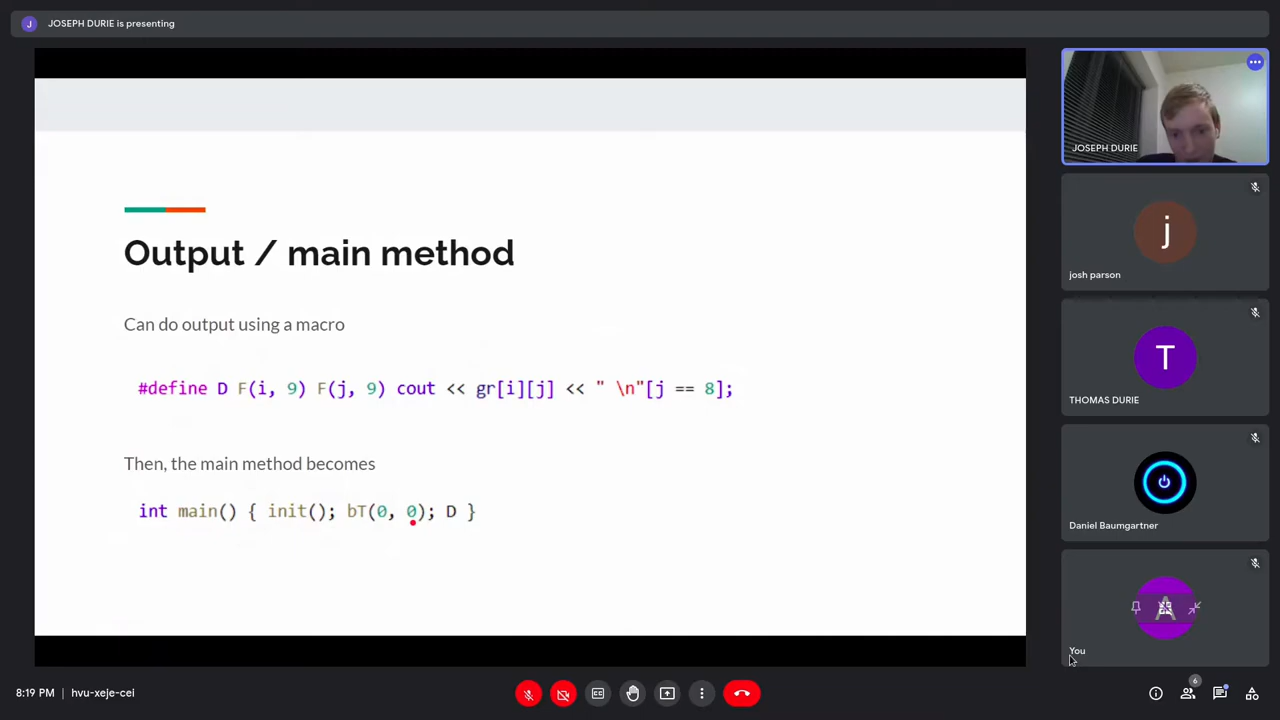 J JOSEPH DURIE is presenting
Output / main method
Can do output using a macro
#define D F(i, 9) F(j, 9) cout << gr[i][j] << " \n"[j == 8];
Then, the main method becomes
int main() { init(); bT(0, 0); D }
JOSEPH DURIE
j
josh parson
T
THOMAS DURIE
Daniel Baumgartner
A
You
8:19 PM | hvu-xeje-cei
CC
6